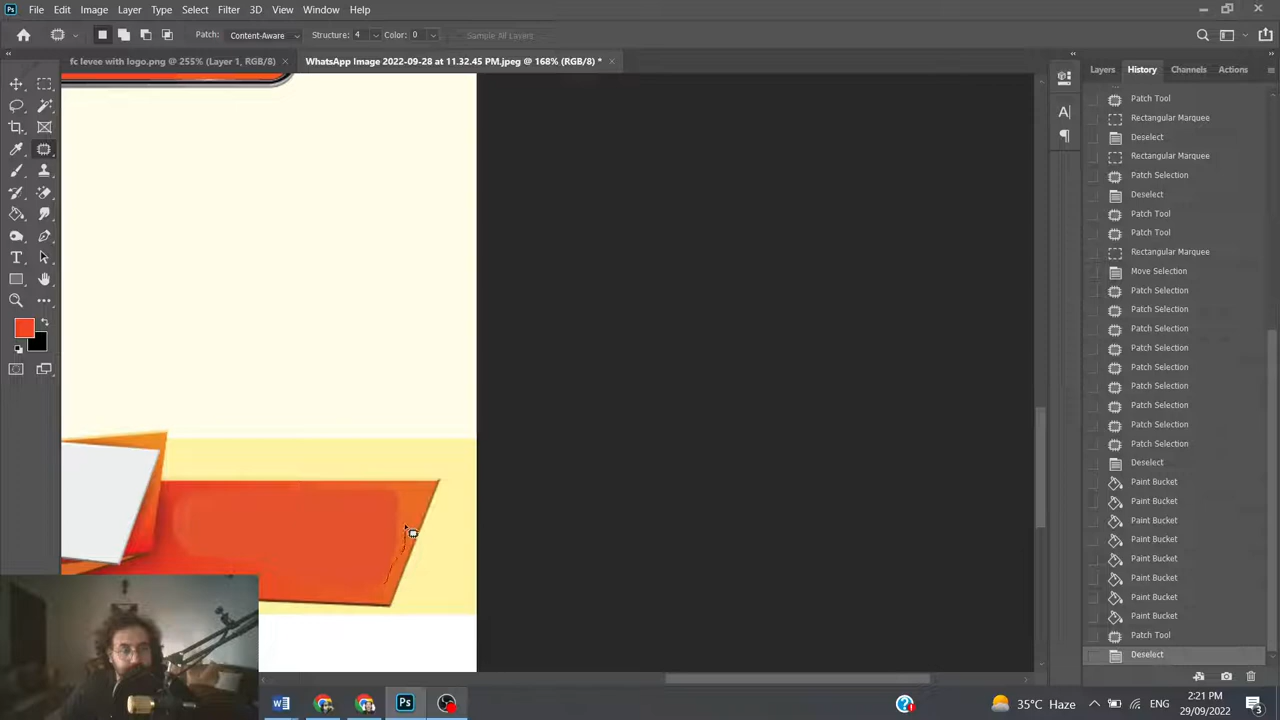 Ps File Edit Image Layer Type Select Filter 3D View Window Help
Patch: Content-Aware Structure: 4 Color: 0 Sample All Layers
fc levee with logo.png @ 255% (Layer 1, RGB/8) × WhatsApp Image 2022-09-28 at 11.32.45 PM.jpeg @ 168% (RGB/8) * ×
Layers History Channels Actions
Patch Tool
Rectangular Marquee
Deselect
Rectangular Marquee
Patch Selection
Deselect
Patch Tool
Patch Tool
Rectangular Marquee
Move Selection
Patch Selection
Patch Selection
Patch Selection
Patch Selection
Patch Selection
Patch Selection
Patch Selection
Patch Selection
Patch Selection
Deselect
Paint Bucket
Paint Bucket
Paint Bucket
Paint Bucket
Paint Bucket
Paint Bucket
Paint Bucket
Paint Bucket
Patch Tool
Deselect
Ps
35°C Haze
ENG
2:21 PM
29/09/2022
3